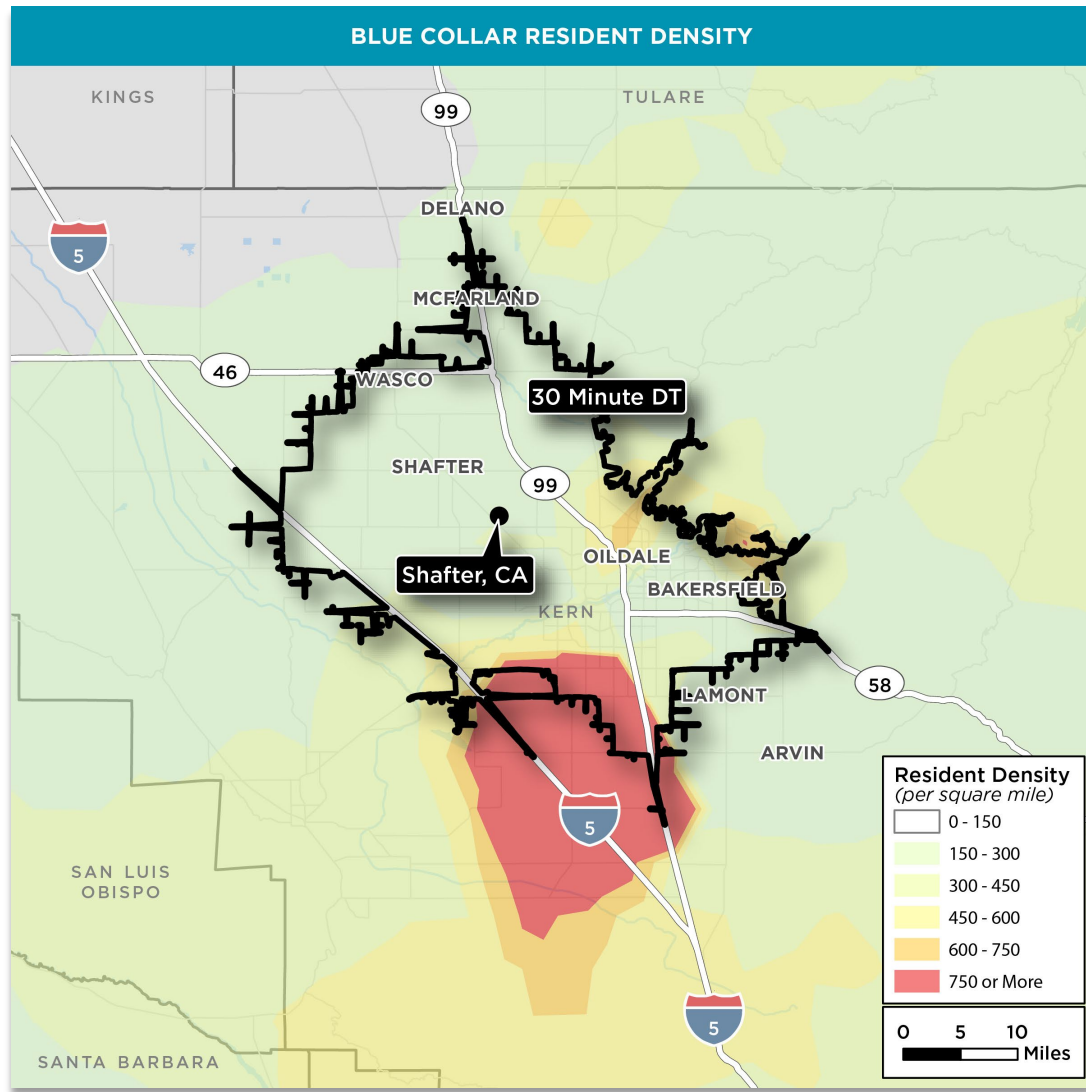 BLUE COLLAR RESIDENT DENSITY
KINGS
99
TULARE
DELANO
5
MCFARLAND
46
WASCO
30 Minute DT
SHAFTER
99
OILDALE
Shafter, CA
BAKERSFIELD
KERN
58
LAMONT
ARVIN
5
SAN LUIS
OBISPO
5
SANTA BARBARA
Resident Density
(per square mile)
0 - 150
150 - 300
300 - 450
450 - 600
600 - 750
750 or More
0 5 10
Miles